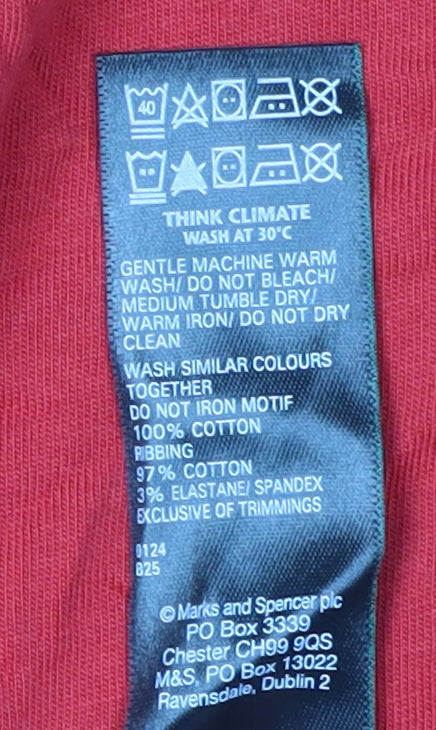 40
THINK CLIMATE
WASH AT 30°C
GENTLE MACHINE WARM
WASH/ DO NOT BLEACH/
MEDIUM TUMBLE DRY/
WARM IRON/ DO NOT DRY
CLEAN
WASH SIMILAR COLOURS
TOGETHER
DO NOT IRON MOTIF
100% COTTON
RIBBING
97% COTTON
3% ELASTANE/ SPANDEX
EXCLUSIVE OF TRIMMINGS
0124
825
© Marks and Spencer plc
PO Box 3339
Chester CH99 9QS
M&S, PO Box 13022
Ravensdale, Dublin 2